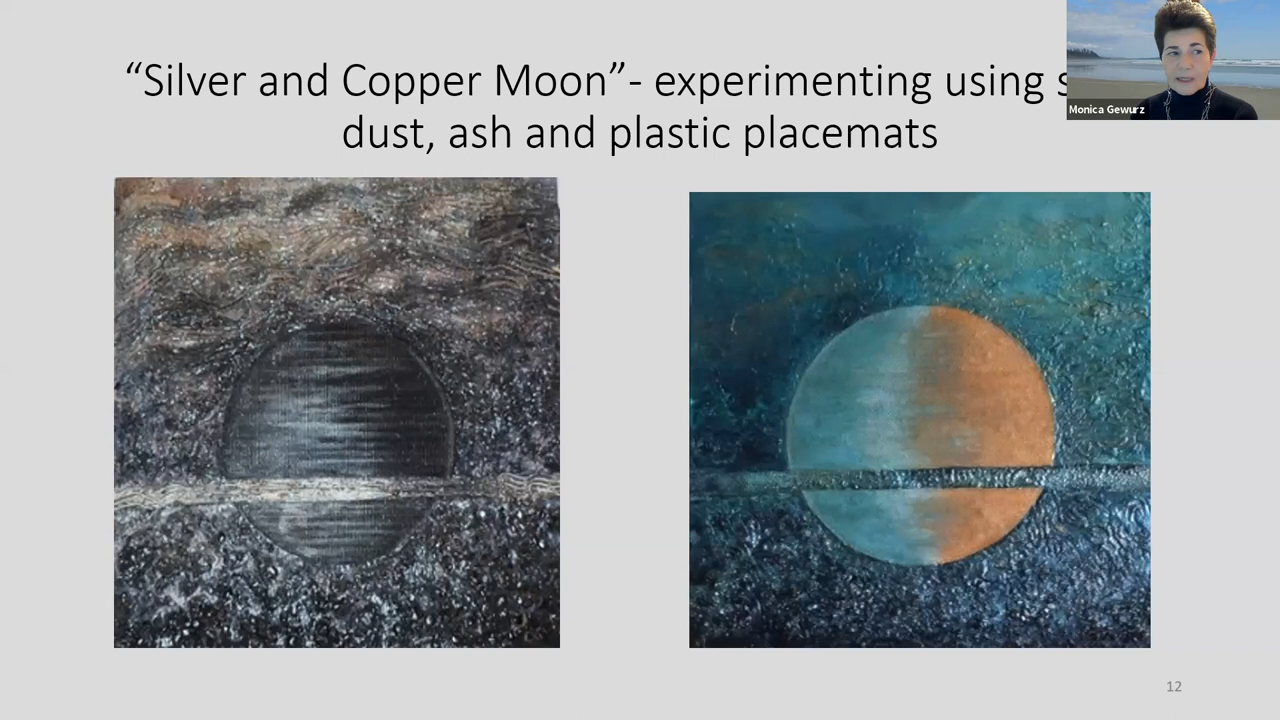 “Silver and Copper Moon”- experimenting using
dust, ash and plastic placemats
Monica Gewurz
12